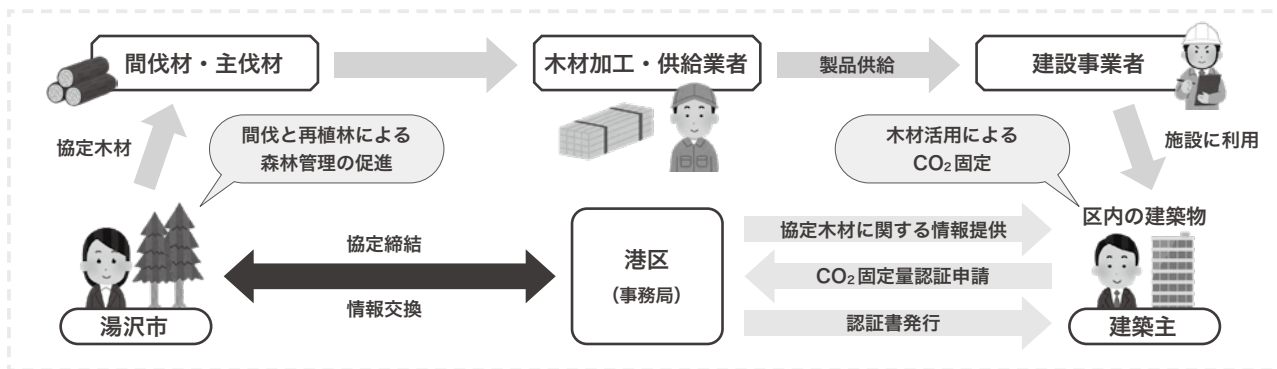 間伐材・主伐材
木材加工・供給業者
製品供給
建設事業者
協定木材
間伐と再植林による
森林管理の促進
木材活用による
CO₂固定
施設に利用
湯沢市
協定締結
情報交換
港区
（事務局）
協定木材に関する情報提供
CO₂固定量認証申請
認証書発行
区内の建築物
建築主